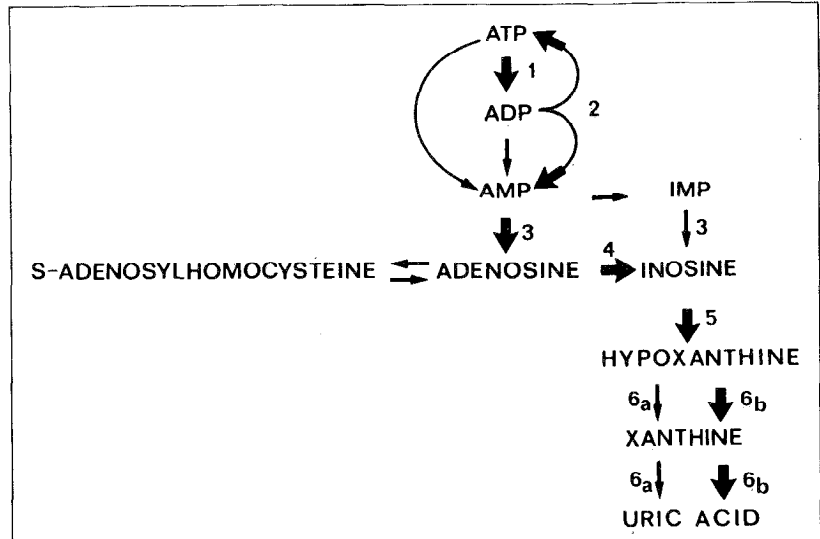 ATP
1
ADP
2
AMP
IMP
3
3
S-ADENOSYLHOMOCYSTEINE
ADENOSINE
4
INOSINE
5
HYPOXANTHINE
6a
6b
XANTHINE
6a
6b
URIC ACID